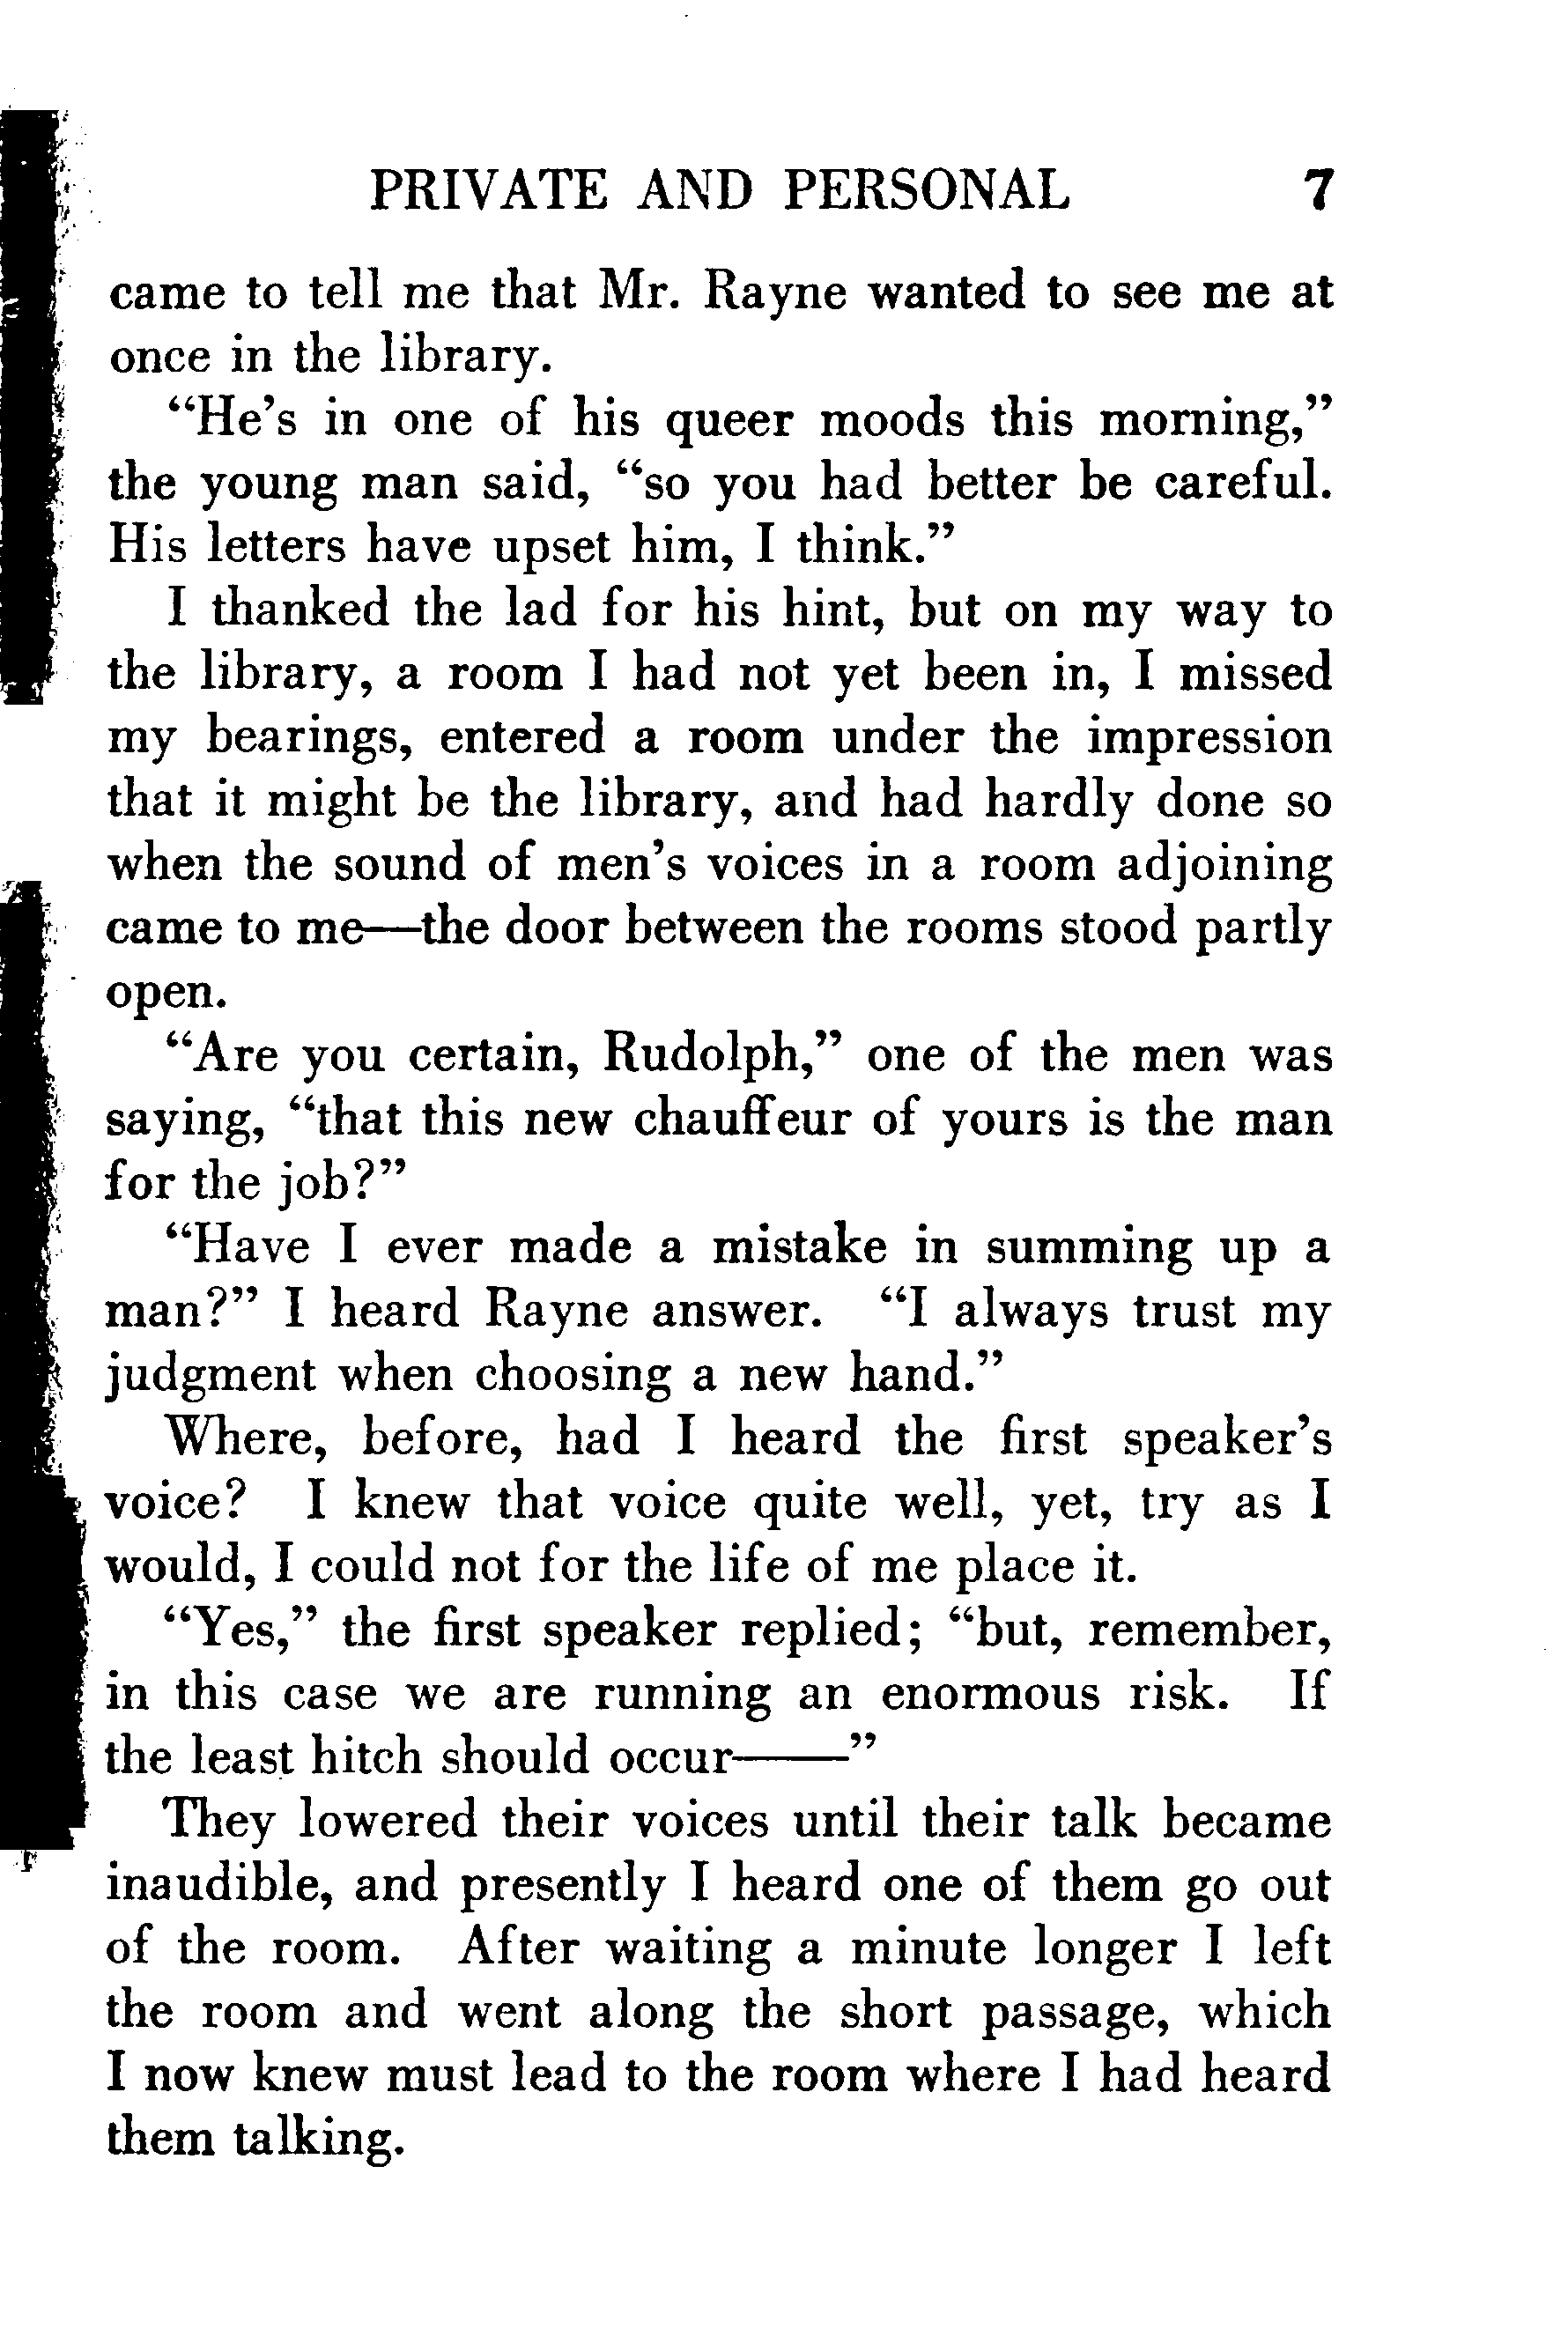 PRIVATE AND PERSONAL 7
came to tell me that Mr. Rayne wanted to see me at
once in the library.
“He’s in one of his queer moods this morning,”
the young man said, “so you had better be careful.
His letters have upset him, I think.”
I thanked the lad for his hint, but on my way to
the library, a room I had not yet been in, I missed
my bearings, entered a room under the impression
that it might be the library, and had hardly done so
when the sound of men’s voices in a room adjoining
came to me—the door between the rooms stood partly
open.
“Are you certain, Rudolph,” one of the men was
saying, “that this new chauffeur of yours is the man
for the job?”
“Have I ever made a mistake in summing up a
man?” I heard Rayne answer. “I always trust my
judgment when choosing a new hand.”
Where, before, had I heard the first speaker’s
voice? I knew that voice quite well, yet, try as I
would, I could not for the life of me place it.
“Yes,” the first speaker replied; “but, remember,
in this case we are running an enormous risk. If
the least hitch should occur——”
They lowered their voices until their talk became
inaudible, and presently I heard one of them go out
of the room. After waiting a minute longer I left
the room and went along the short passage, which
I now knew must lead to the room where I had heard
them talking.